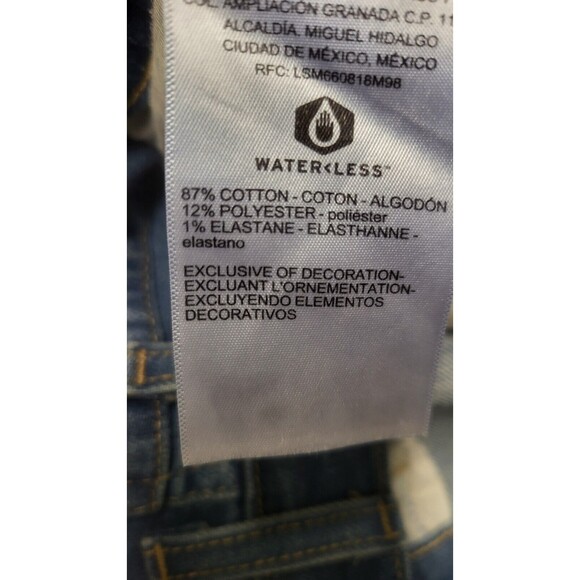 COL. AMPLIACIÓN GRANADA C.P. 11
ALCALDÍA. MIGUEL HIDALGO
CIUDAD DE MÉXICO, MÉXICO
RFC: LSM660818M98
WATER<LESS™
87% COTTON - COTON - ALGODÓN
12% POLYESTER - poliéster
1% ELASTANE - ELASTHANNE -
elastano
EXCLUSIVE OF DECORATION-
EXCLUANT L'ORNEMENTATION-
EXCLUYENDO ELEMENTOS
DECORATIVOS